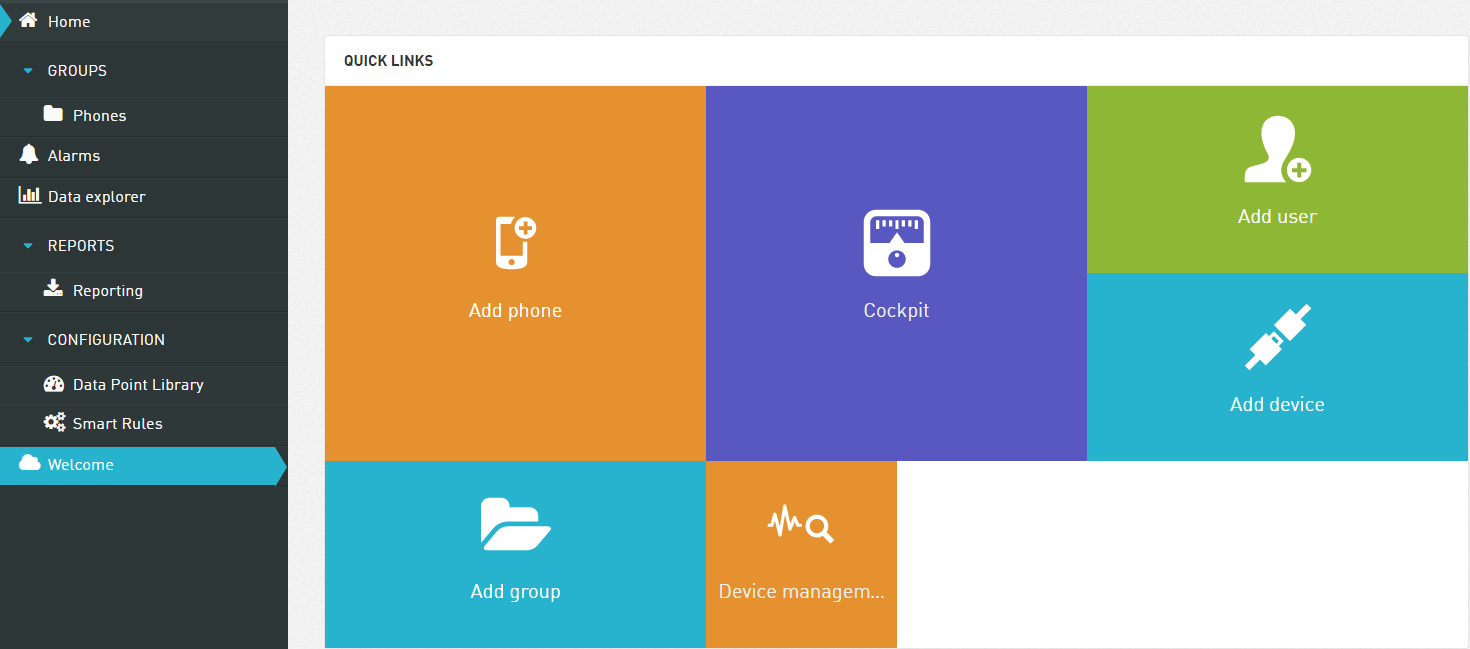 Home
GROUPS
Phones
Alarms
Data explorer
REPORTS
Reporting
CONFIGURATION
Data Point Library
Smart Rules
Welcome
QUICK LINKS
Add phone
Cockpit
Add user
Add device
Add group
Device managem...